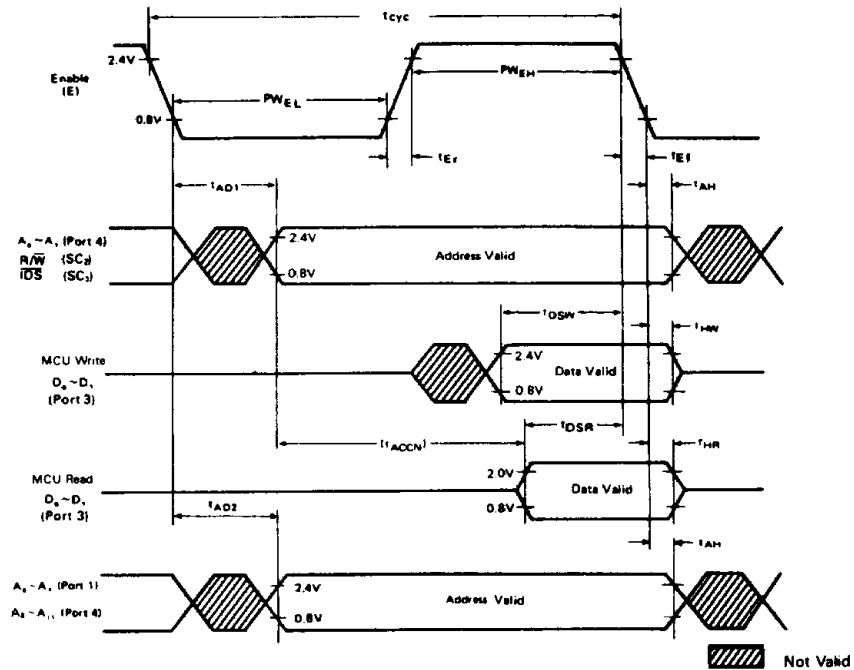 tcyc
2.4V
Enable
(E)
PWEL
PWEH
0.8V
tEr
tEf
tAD1
tAH
A₀~A₇ (Port 4)
R/W (SC₂)
IOS (SC₁)
2.4V
0.8V
Address Valid
tDSW
tHW
MCU Write
D₀~D₇
(Port 3)
2.4V
0.8V
Data Valid
(tACCN)
tDSR
tHR
MCU Read
D₀~D₇
(Port 3)
2.0V
0.8V
Data Valid
tAD2
tAH
A₀~A₇ (Port 1)
A₈~A₁₅ (Port 4)
2.4V
0.8V
Address Valid
Not Valid